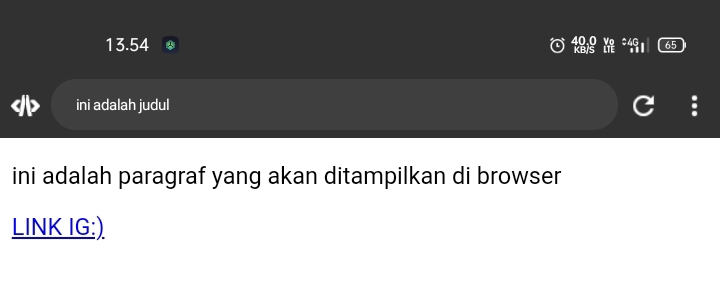 13.54 40.0 KB/S Vo LTE 4G 65
ini adalah judul
ini adalah paragraf yang akan ditampilkan di browser
LINK IG:)